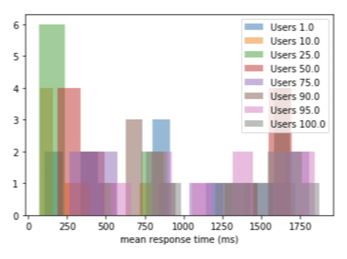 6
5
4
3
2
1
0
Users 1.0
Users 10.0
Users 25.0
Users 50.0
Users 75.0
Users 90.0
Users 95.0
Users 100.0
0 250 500 750 1000 1250 1500 1750
mean response time (ms)